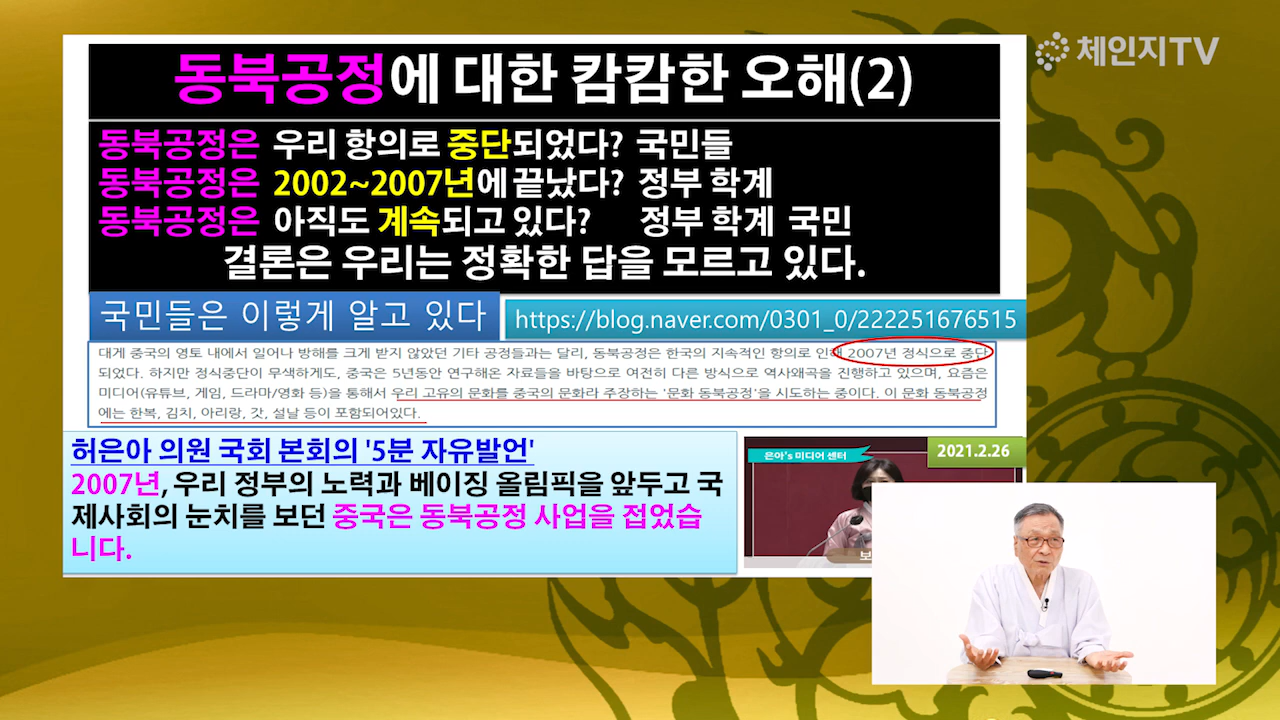 체인지TV
동북공정에 대한 캄캄한 오해(2)
동북공정은 우리 항의로 중단되었다? 국민들
동북공정은 2002~2007년에 끝났다? 정부 학계
동북공정은 아직도 계속되고 있다? 정부 학계 국민
결론은 우리는 정확한 답을 모르고 있다.
국민들은 이렇게 알고 있다
https://blog.naver.com/0301_0/222251676515
대게 중국의 영토 내에서 일어나 방해를 크게 받지 않았던 기타 공정들과는 달리, 동북공정은 한국의 지속적인 항의로 인해 2007년 정식으로 중단
되었다. 하지만 정식중단이 무색하게도, 중국은 5년동안 연구해온 자료들을 바탕으로 여전히 다른 방식으로 역사왜곡을 진행하고 있으며, 요즘은
미디어(유튜브, 게임, 드라마/영화 등)을 통해서 우리 고유의 문화를 중국의 문화라 주장하는 '문화 동북공정'을 시도하는 중이다. 이 문화 동북공정
에는 한복, 김치, 아리랑, 갓, 설날 등이 포함되어있다.
허은아 의원 국회 본회의 '5분 자유발언'
2007년, 우리 정부의 노력과 베이징 올림픽을 앞두고 국
제사회의 눈치를 보던 중국은 동북공정 사업을 접었습
니다.
은아's 미디어 센터
2021.2.26